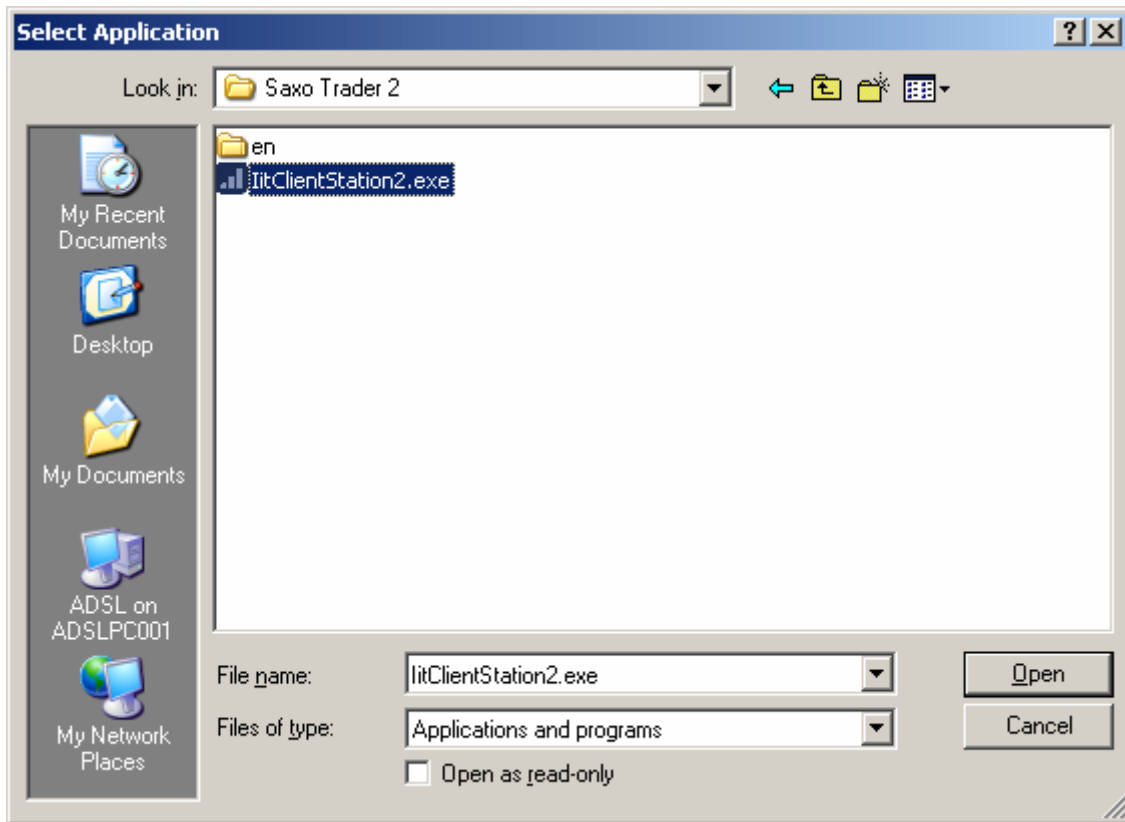 Select Application
Look in: Saxo Trader 2
en
IitClientStation2.exe
My Recent
Documents
Desktop
My Documents
ADSL on
ADSLPC001
My Network
Places
File name: IitClientStation2.exe
Open
Files of type: Applications and programs
Cancel
Open as read-only